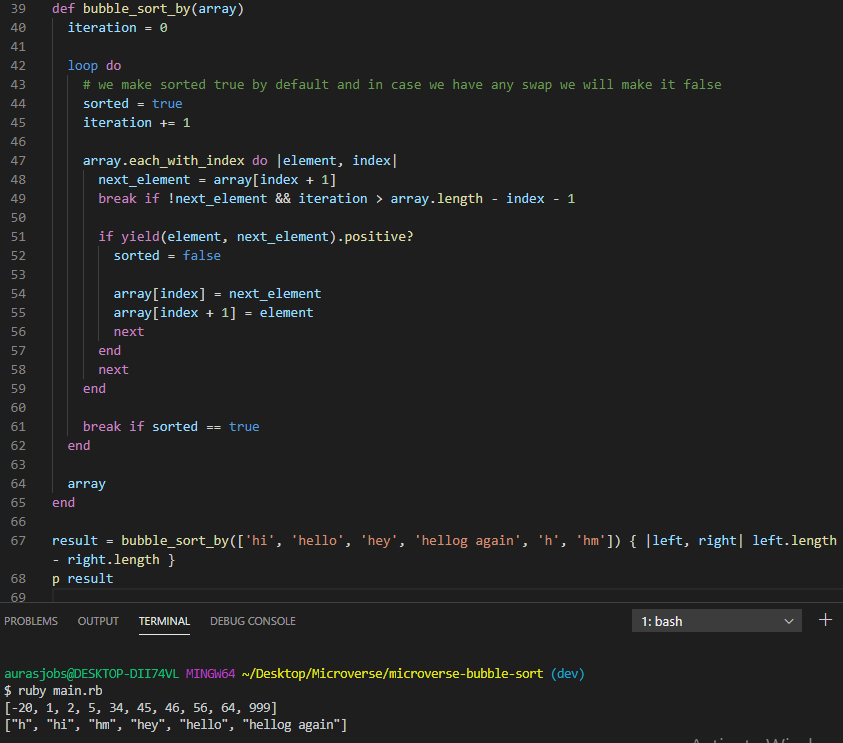 39 def bubble_sort_by(array)
40 iteration = 0
41
42 loop do
43 # we make sorted true by default and in case we have any swap we will make it false
44 sorted = true
45 iteration += 1
46
47 array.each_with_index do |element, index|
48 next_element = array[index + 1]
49 break if !next_element && iteration > array.length - index - 1
50
51 if yield(element, next_element).positive?
52 sorted = false
53
54 array[index] = next_element
55 array[index + 1] = element
56 next
57 end
58 next
59 end
60
61 break if sorted == true
62 end
63
64 array
65 end
66
67 result = bubble_sort_by(['hi', 'hello', 'hey', 'hellog again', 'h', 'hm']) { |left, right| left.length
- right.length }
68 p result
69
PROBLEMS OUTPUT TERMINAL DEBUG CONSOLE 1: bash
aurasjobs@DESKTOP-DII74VL MINGW64 ~/Desktop/Microverse/microverse-bubble-sort (dev)
$ ruby main.rb
[-20, 1, 2, 5, 34, 45, 46, 56, 64, 999]
["h", "hi", "hm", "hey", "hello", "hellog again"]